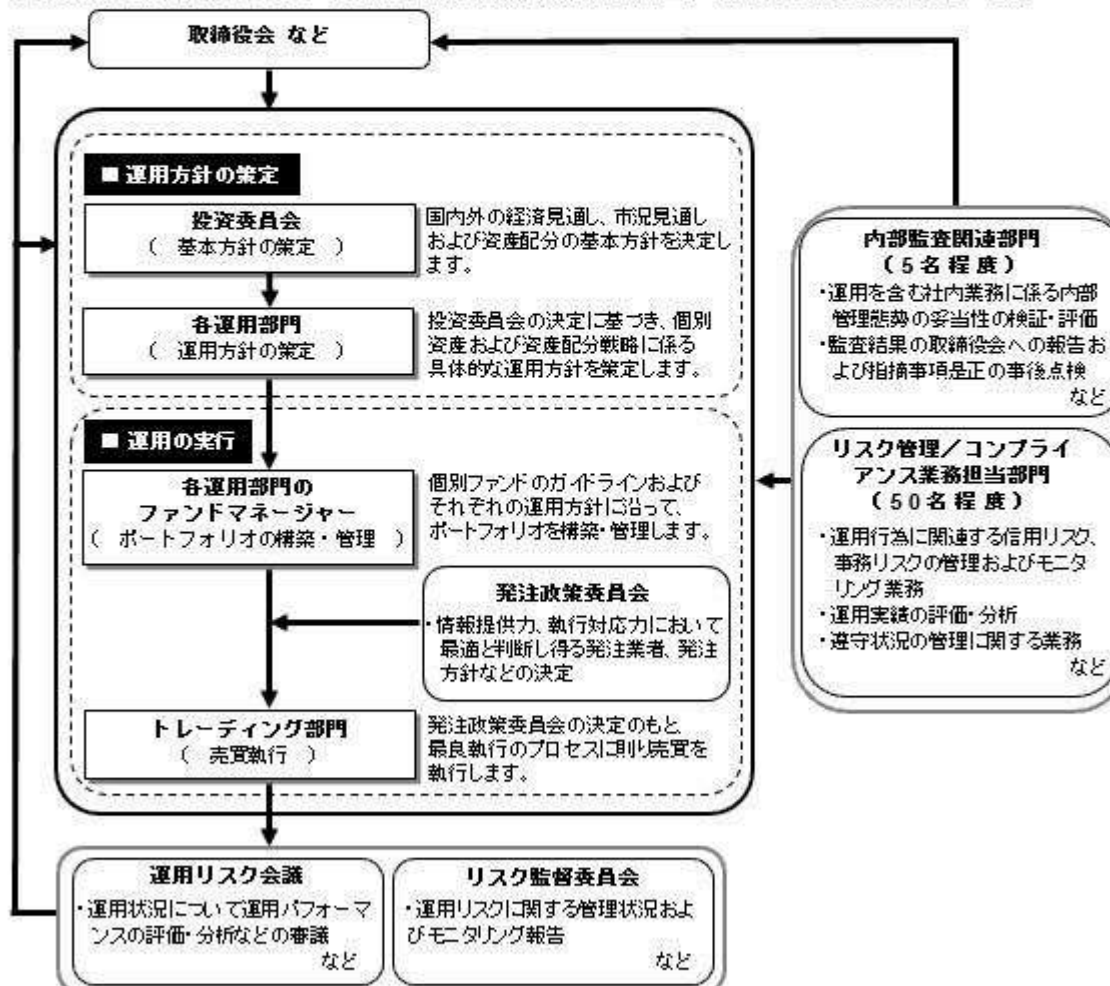 取締役会 など
■ 運用方針の策定
投資委員会
( 基本方針の策定 )
国内外の経済見通し、市況見通し
および資産配分の基本方針を決定し
ます。
各運用部門
( 運用方針の策定 )
投資委員会の決定に基づき、個別
資産および資産配分戦略に係る
具体的な運用方針を策定します。
■ 運用の実行
各運用部門の
ファンドマネージャー
( ポートフォリオの構築・管理 )
個別ファンドのガイドラインおよび
それぞれの運用方針に沿って、
ポートフォリオを構築・管理します。
発注政策委員会
・情報提供力、執行対応力において
最適と判断し得る発注業者、発注
方針などの決定
トレーディング部門
( 売買執行 )
発注政策委員会の決定のもと、
最良執行のプロセスに則り売買を
執行します。
内部監査関連部門
(5名程度)
・運用を含む社内業務に係る内部
管理態勢の妥当性の検証・評価
・監査結果の取締役会への報告お
よび指摘事項是正の事後点検
など
リスク管理/コンプライ
アンス業務担当部門
(50名程度)
・運用行為に関連する信用リスク、
事務リスクの管理およびモニタ
リング業務
・運用実績の評価・分析
・遵守状況の管理に関する業務
など
運用リスク会議
・運用状況について運用パフォーマ
ンスの評価・分析などの審議
など
リスク監督委員会
・運用リスクに関する管理状況およ
びモニタリング報告
など